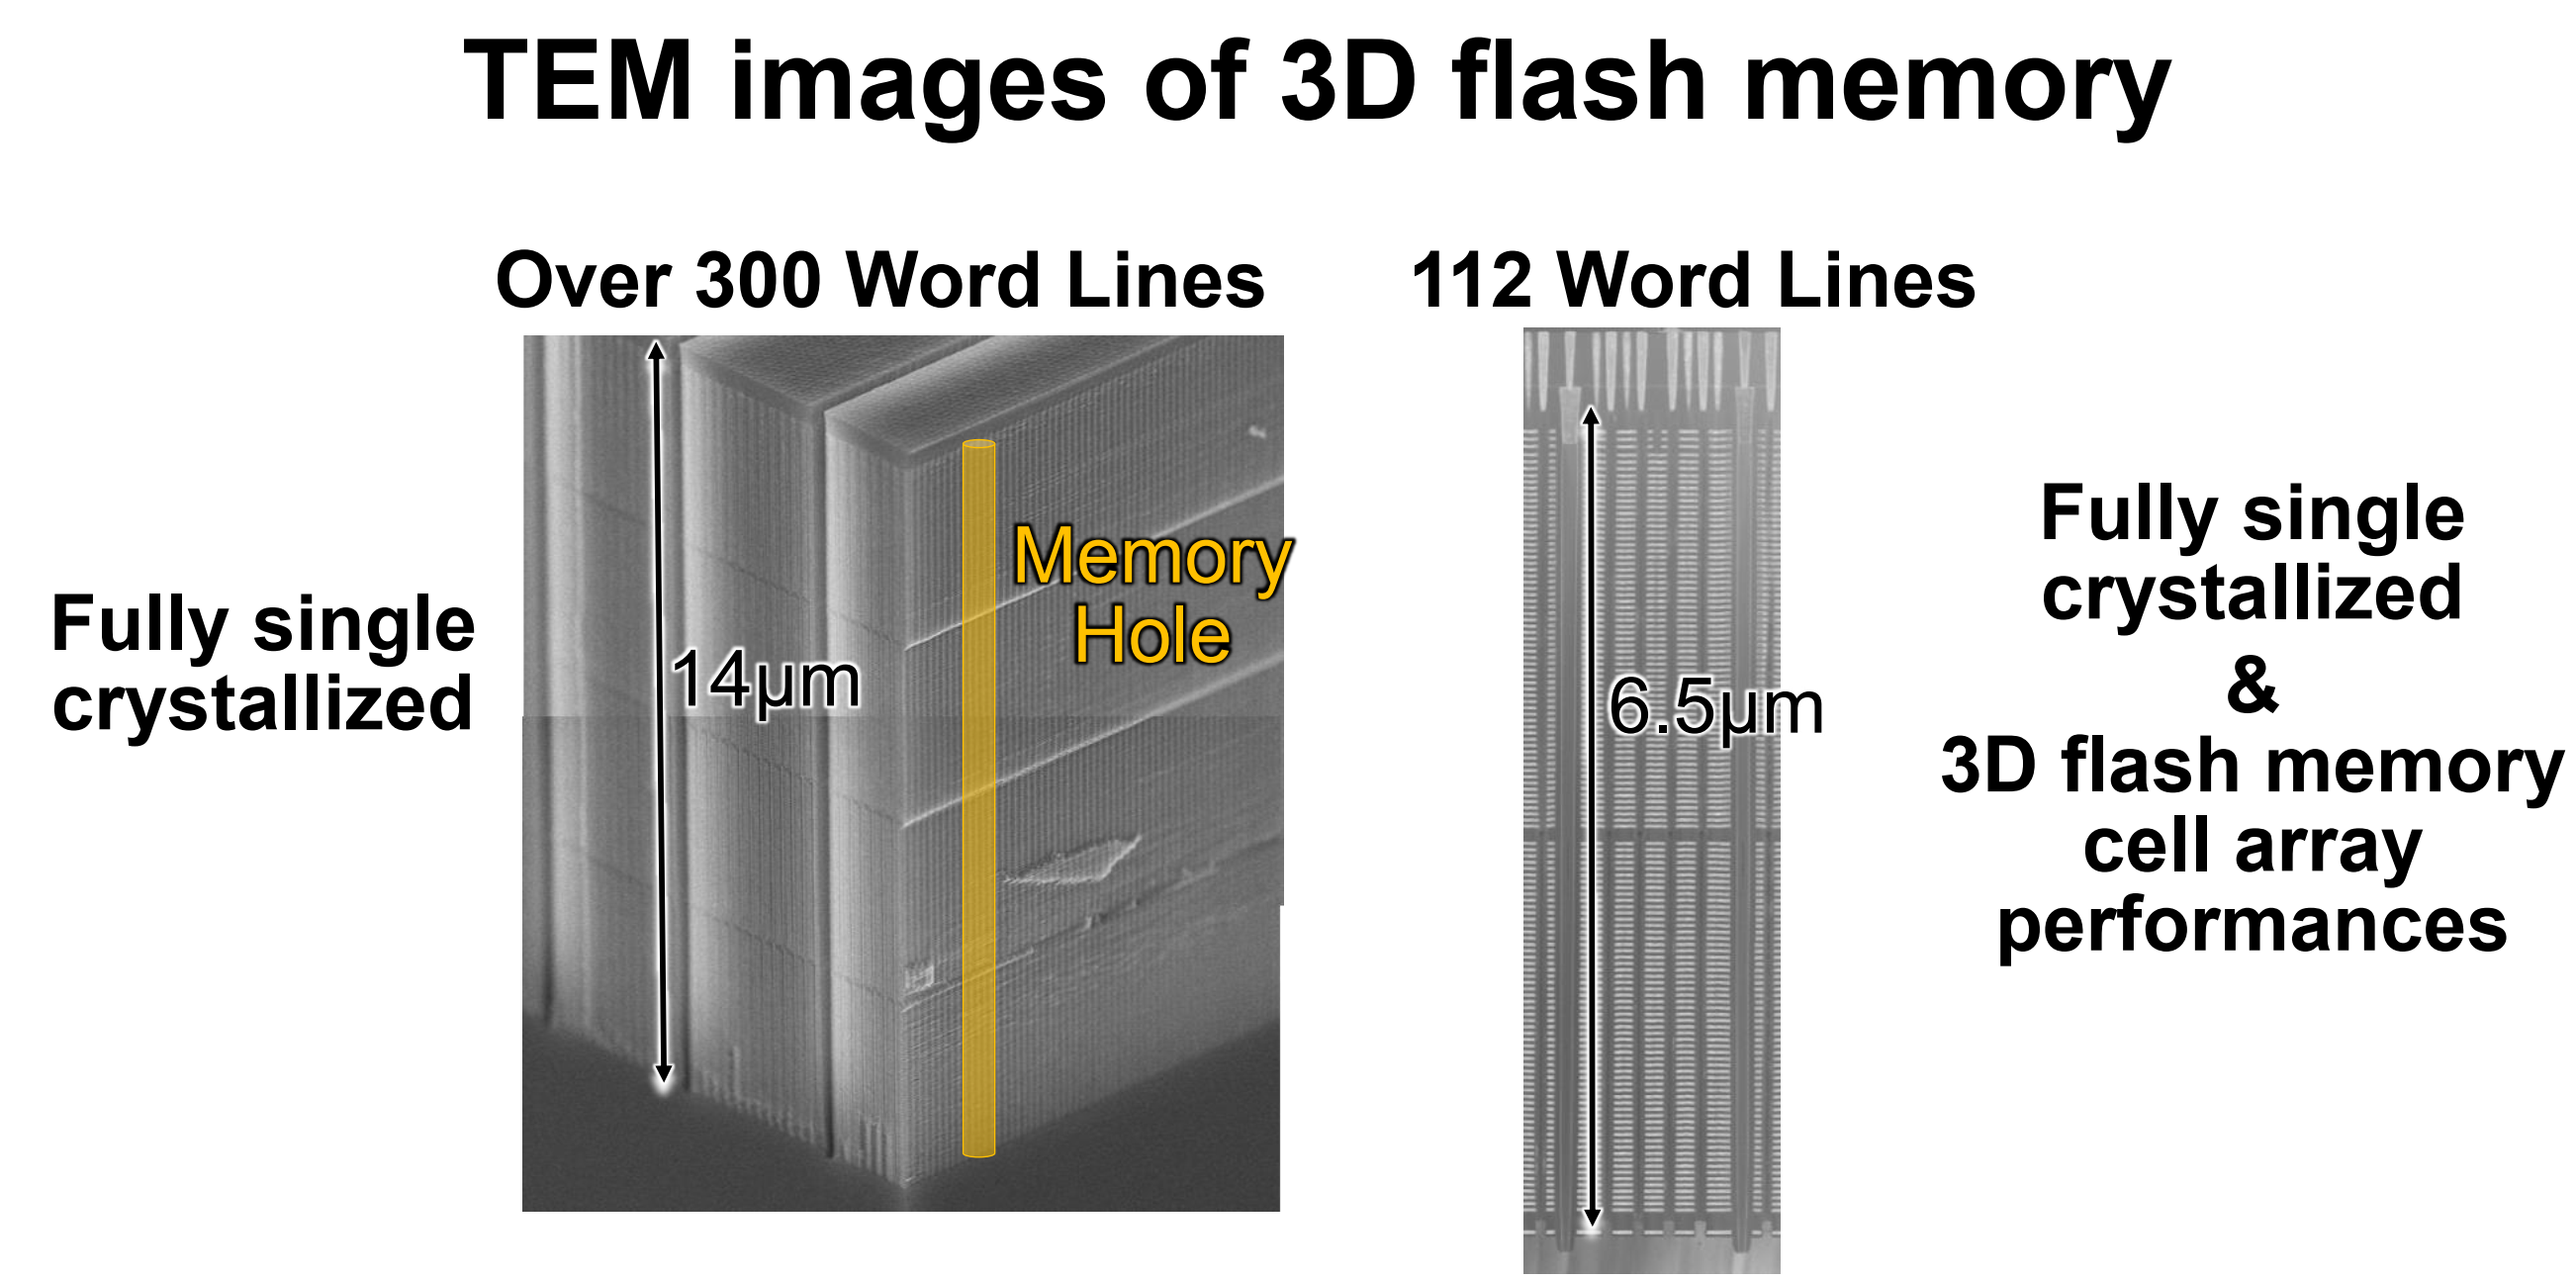 TEM images of 3D flash memory
Over 300 Word Lines
112 Word Lines
Fully single
crystallized
14μm
Memory
Hole
6.5μm
Fully single
crystallized
&
3D flash memory
cell array
performances